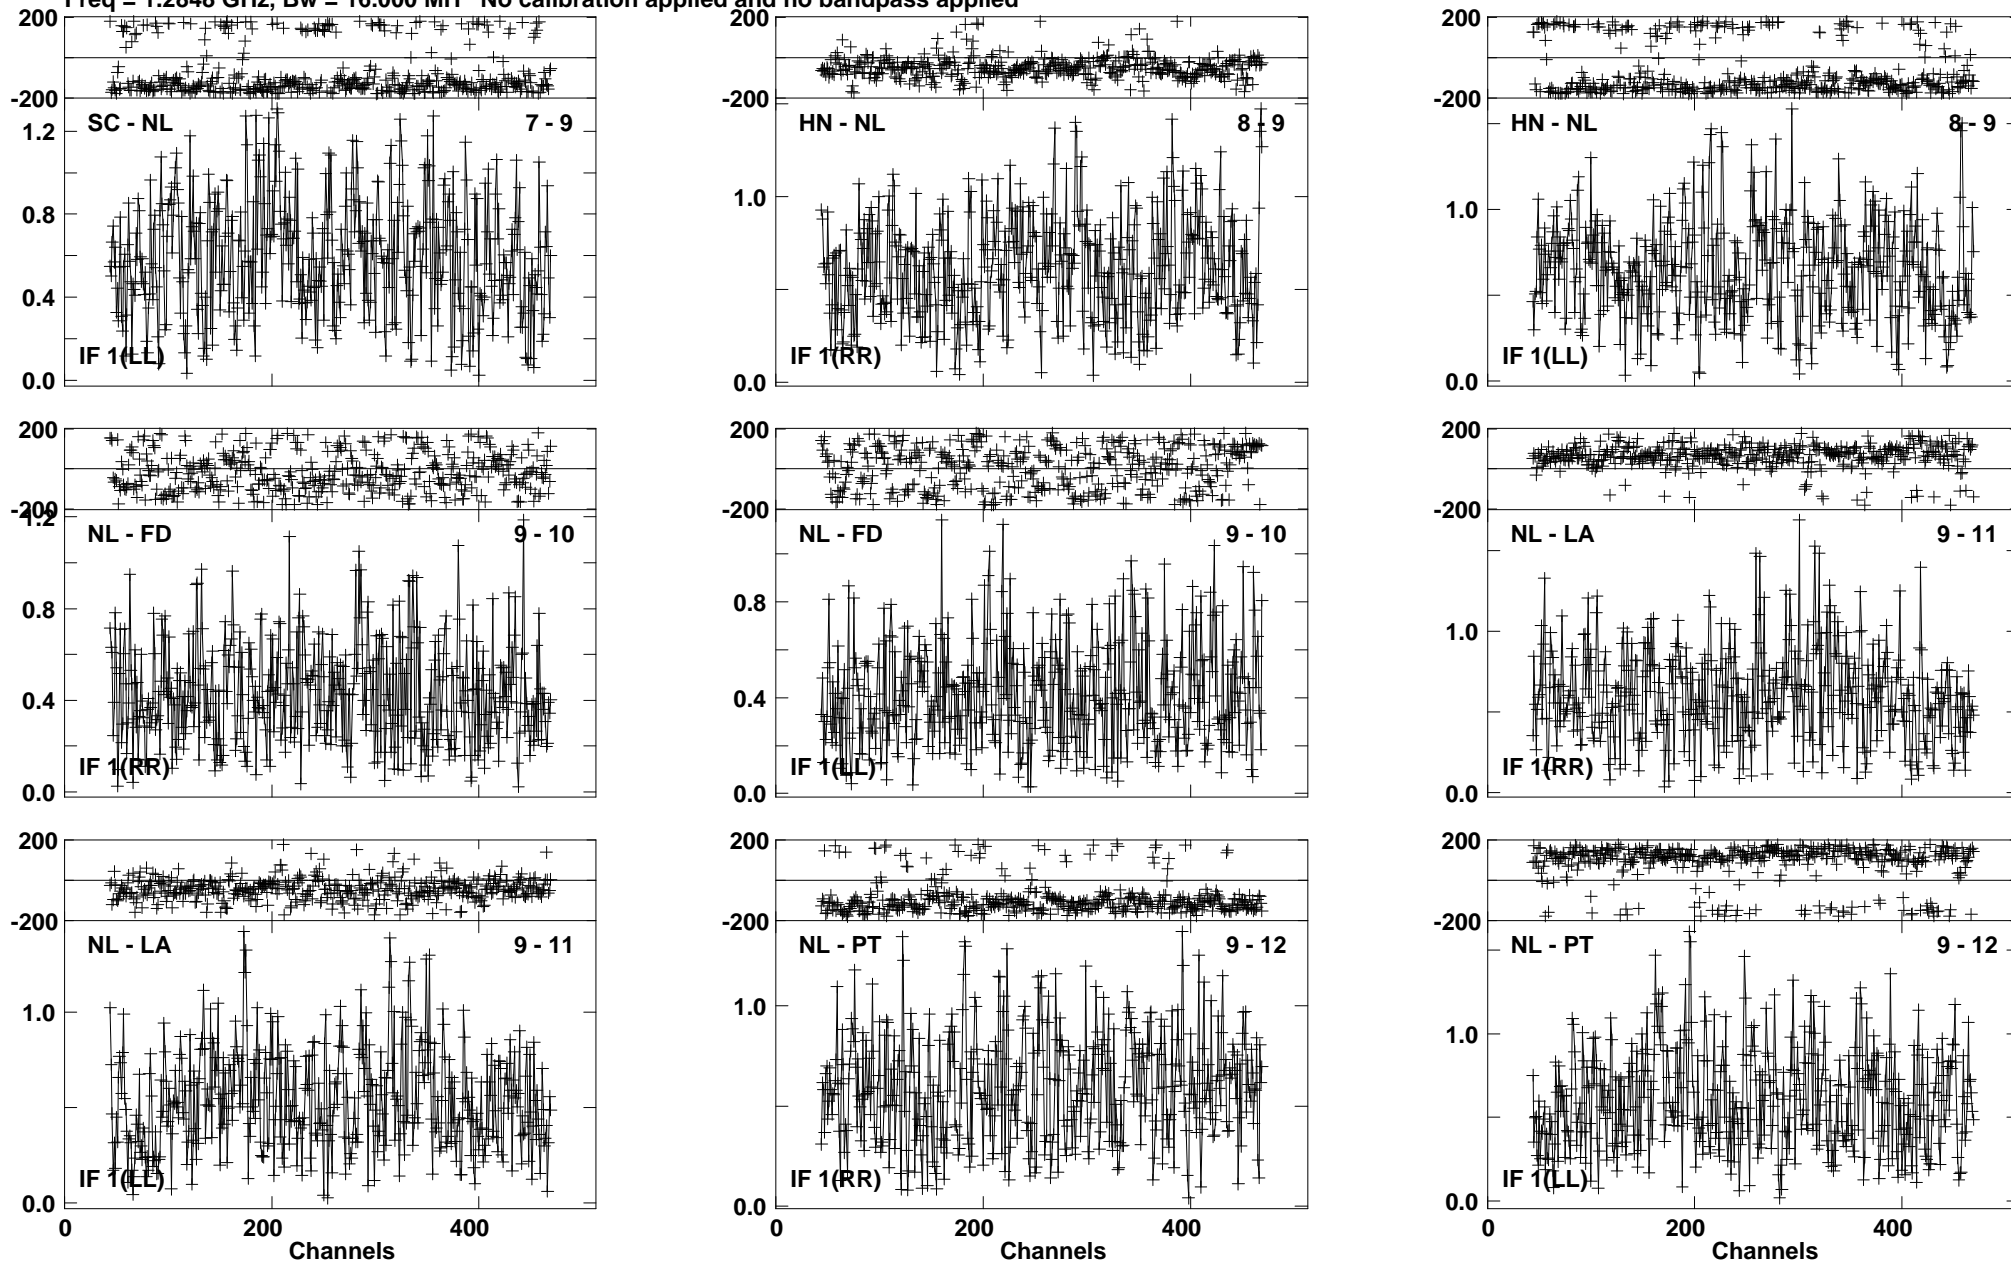 Freq = 1.2848 GHz, Bw = 16.000 MH No calibration applied and no bandpass applied
200
-200
SC - NL 7 - 9
1.2
0.8
0.4
0.0
IF 1(LL)
200
-200
HN - NL 8 - 9
1.0
0.0
IF 1(RR)
200
-200
HN - NL 8 - 9
1.0
0.0
IF 1(LL)
200
-200
1.2
NL - FD 9 - 10
0.8
0.4
0.0
IF 1(RR)
200
-200
NL - FD 9 - 10
0.8
0.4
0.0
IF 1(LL)
200
-200
NL - LA 9 - 11
1.0
0.0
IF 1(RR)
200
-200
NL - LA 9 - 11
1.0
0.0
IF 1(LL)
0 200 400
Channels
200
-200
NL - PT 9 - 12
1.0
0.0
IF 1(RR)
200 400
Channels
200
-200
NL - PT 9 - 12
1.0
0.0
IF 1(LL)
0 200 400
Channels